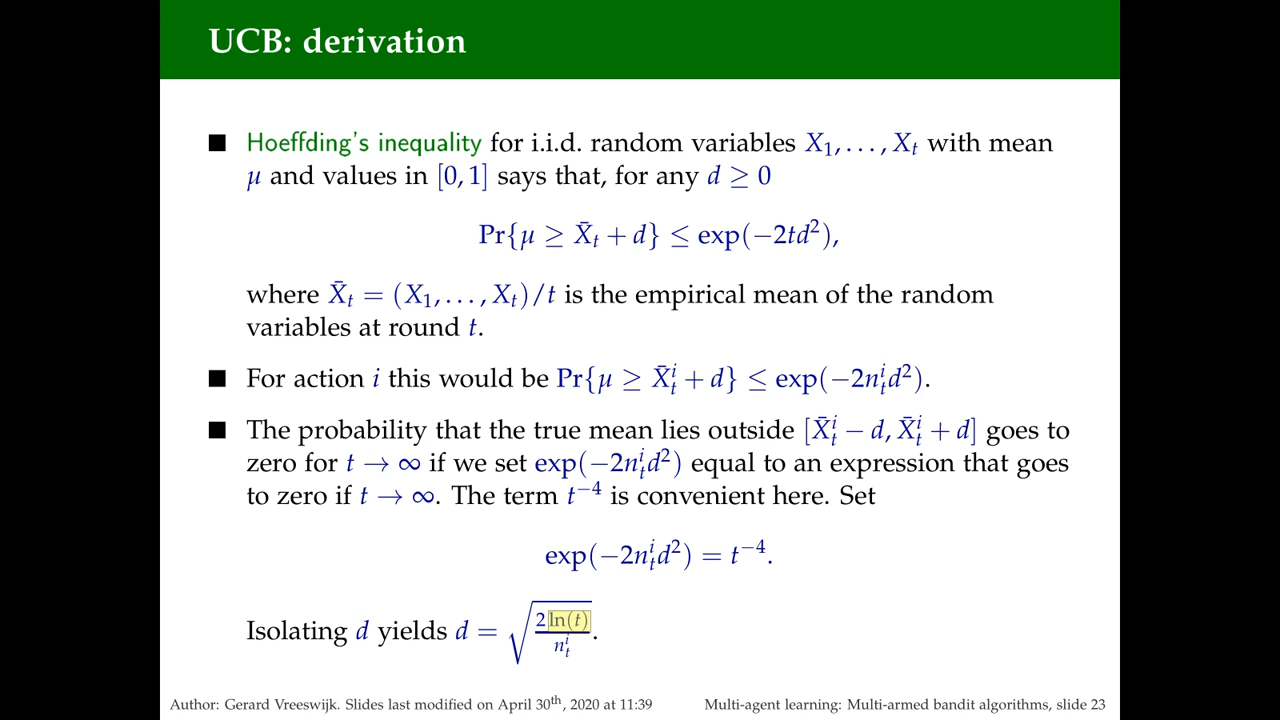 UCB: derivation
■ Hoeffding's inequality for i.i.d. random variables X₁, . . . , Xₜ with mean
μ and values in [0, 1] says that, for any d ≥ 0
Pr{μ ≥ X̄ₜ + d} ≤ exp(−2td²),
where X̄ₜ = (X₁, . . . , Xₜ)/t is the empirical mean of the random
variables at round t.
■ For action i this would be Pr{μ ≥ X̄ₜⁱ + d} ≤ exp(−2nₜⁱd²).
■ The probability that the true mean lies outside [X̄ₜⁱ − d, X̄ₜⁱ + d] goes to
zero for t → ∞ if we set exp(−2nₜⁱd²) equal to an expression that goes
to zero if t → ∞. The term t⁻⁴ is convenient here. Set
exp(−2nₜⁱd²) = t⁻⁴.
Isolating d yields d = √(2 ln(t) / nₜⁱ).
Author: Gerard Vreeswijk. Slides last modified on April 30ᵗʰ, 2020 at 11:39
Multi-agent learning: Multi-armed bandit algorithms, slide 23